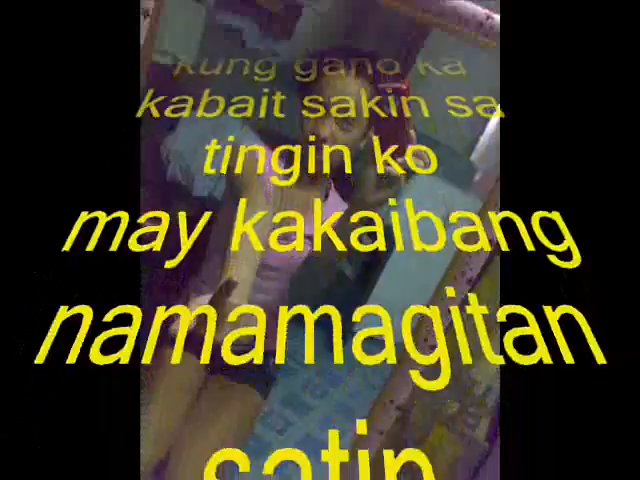 kung gano ka
kabait sakin sa
tingin ko
may kakaibang
namamagitan
satin